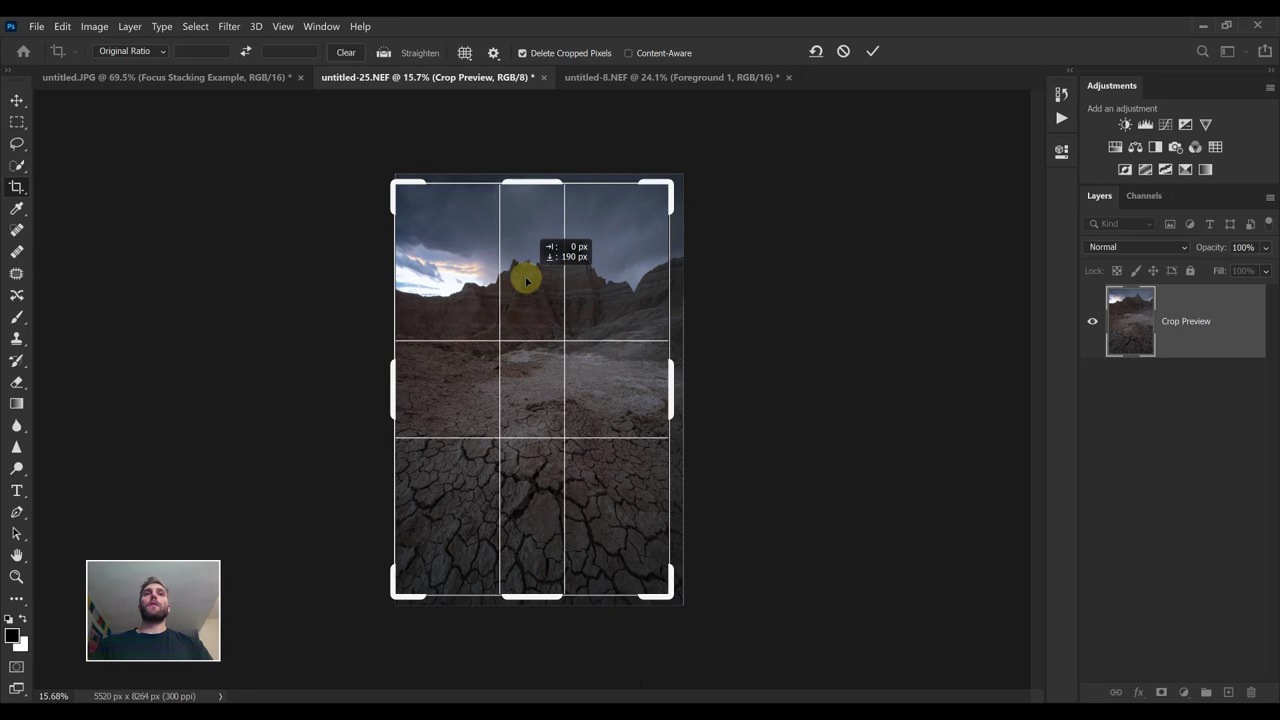 Ps File Edit Image Layer Type Select Filter 3D View Window Help
Original Ratio Clear Straighten Delete Cropped Pixels Content-Aware
untitled.JPG @ 69.5% (Focus Stacking Example, RGB/16) * × untitled-25.NEF @ 15.7% (Crop Preview, RGB/8) * × untitled-8.NEF @ 24.1% (Foreground 1, RGB/16) * ×
Adjustments
Add an adjustment
Layers Channels
Kind
Normal Opacity: 100%
Lock: Fill: 100%
Crop Preview
: 0 px
: 190 px
15.68% 5520 px x 8264 px (300 ppi)